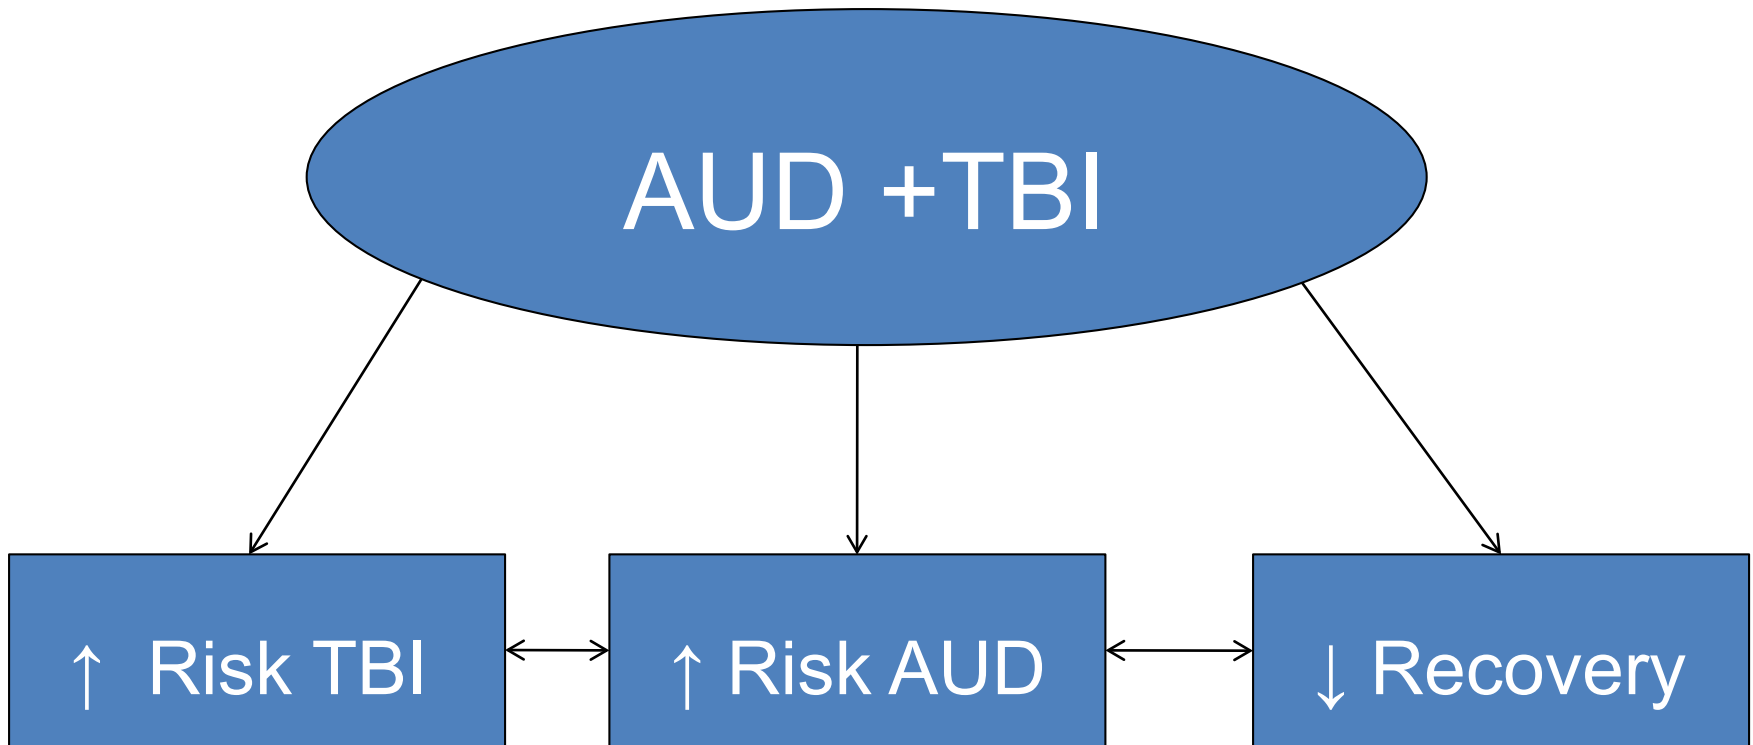 AUD +TBI
↑ Risk TBI
↑ Risk AUD
↓ Recovery